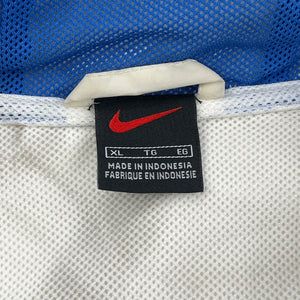 XL TG EG
MADE IN INDONESIA
FABRIQUE EN INDONESIE